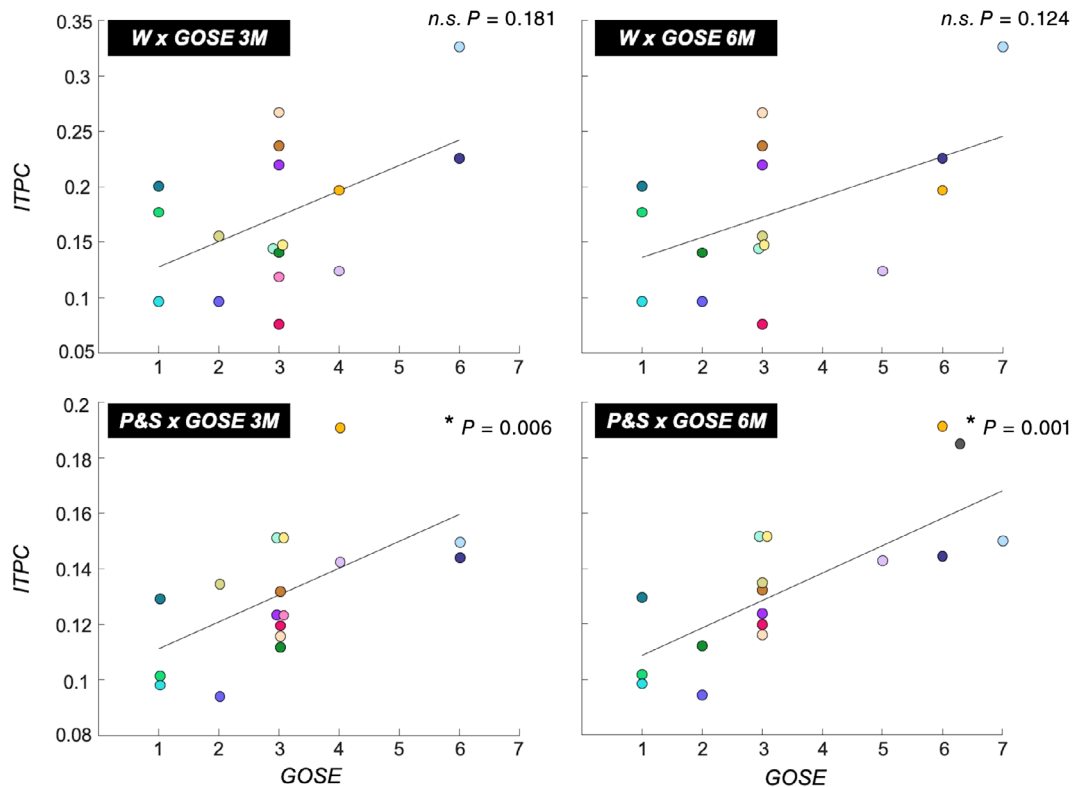 W x GOSE 3M
n.s. P = 0.181
W x GOSE 6M
n.s. P = 0.124
0.35
0.3
0.25
0.2
0.15
0.1
0.05
ITPC
1 2 3 4 5 6 7
1 2 3 4 5 6 7
P&S x GOSE 3M
* P = 0.006
P&S x GOSE 6M
* P = 0.001
0.2
0.18
0.16
0.14
0.12
0.1
0.08
ITPC
1 2 3 4 5 6 7
1 2 3 4 5 6 7
GOSE
GOSE